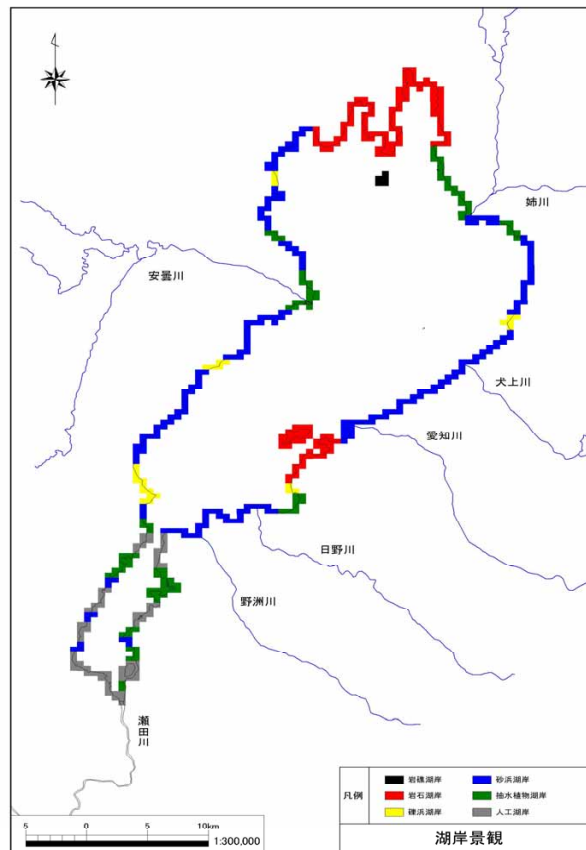 姉川
安曇川
犬上川
愛知川
日野川
野洲川
瀬田川
凡例
岩礁湖岸
砂浜湖岸
岩石湖岸
抽水植物湖岸
礫浜湖岸
人工湖岸
5 0 5 10km
1:300,000
湖岸景観